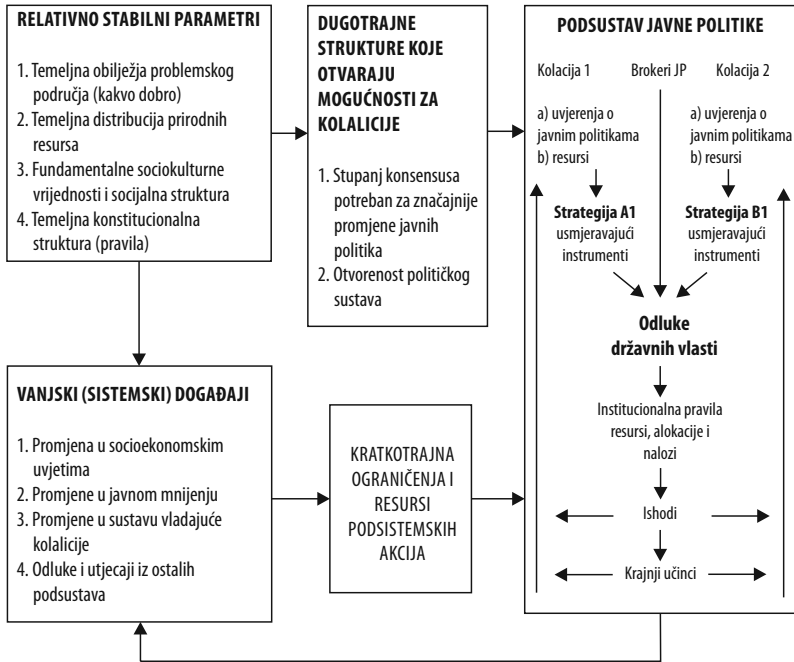 RELATIVNO STABILNI PARAMETRI
1. Temeljna obilježja problemskog
područja (kakvo dobro)
2. Temeljna distribucija prirodnih
resursa
3. Fundamentalne sociokulturne
vrijednosti i socijalna struktura
4. Temeljna konstitucionalna
struktura (pravila)
DUGOTRAJNE
STRUKTURE KOJE
OTVARAJU
MOGUĆNOSTI ZA
KOLALICIJE
1. Stupanj konsensusa
potreban za značajnije
promjene javnih
politika
2. Otvorenost političkog
sustava
PODSUSTAV JAVNE POLITIKE
Kolacija 1 Brokeri JP Kolacija 2
a) uvjerenja o
javnim politikama
b) resursi
a) uvjerenja o
javnim politikama
b) resursi
Strategija A1
usmjeravajući
instrumenti
Strategija B1
usmjeravajući
instrumenti
Odluke
državnih vlasti
Institucionalna pravila
resursi, alokacije i
nalozi
Ishodi
Krajnji učinci
VANJSKI (SISTEMSKI) DOGAĐAJI
1. Promjena u socioekonomskim
uvjetima
2. Promjene u javnom mnijenju
3. Promjene u sustavu vladajuće
kolalicije
4. Odluke i utjecaji iz ostalih
podsustava
KRATKOTRAJNA
OGRANIČENJA I
RESURSI
PODSISTEMSKIH
AKCIJA